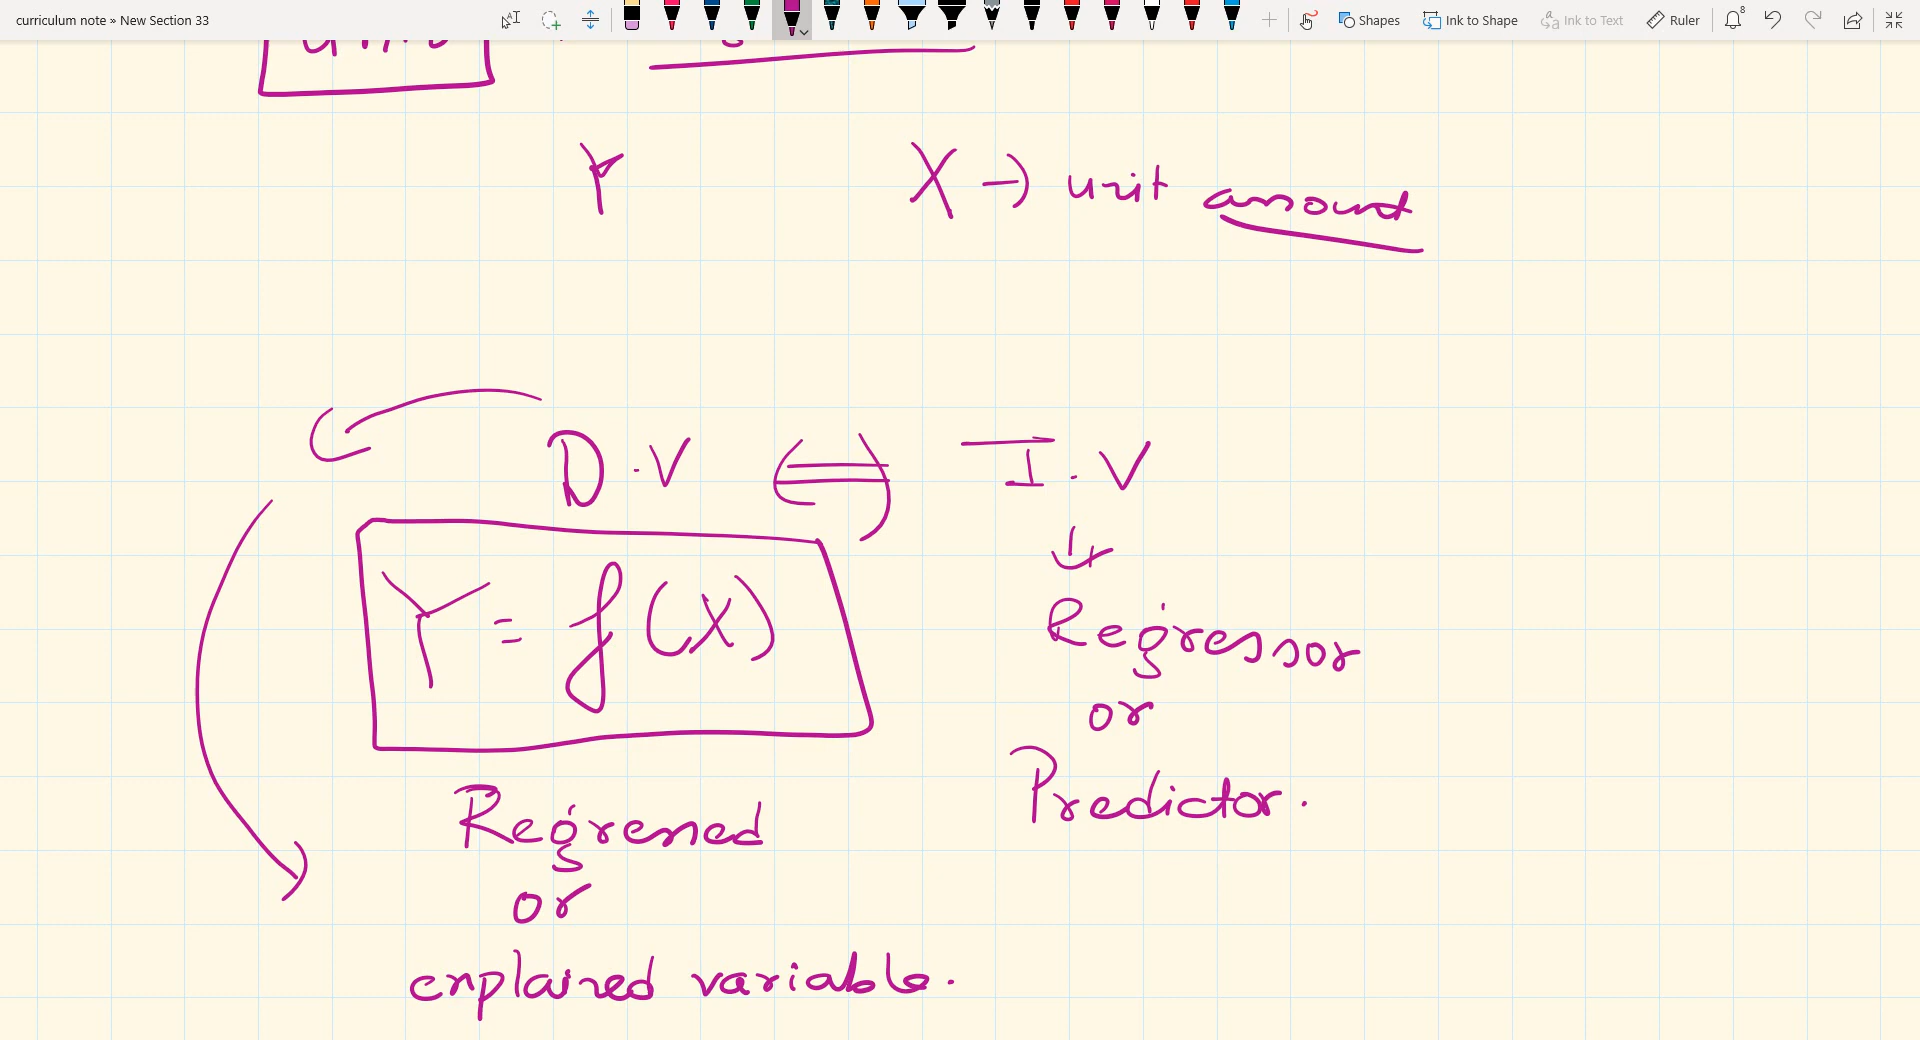 curriculum note » New Section 33
Shapes
Ink to Shape
Ink to Text
Ruler
8
Y X → unit amount
D.V ⇔ I.V
Y = f(X)
Regressor
or
Predictor.
Regressed
or
explained variable.